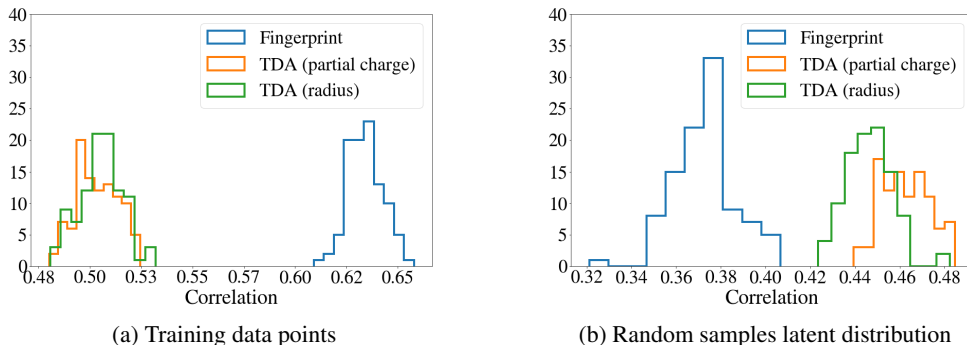 40
35
30
25
20
15
10
5
0
Fingerprint
TDA (partial charge)
TDA (radius)
0.48 0.50 0.53 0.55 0.57 0.60 0.62 0.65
Correlation
(a) Training data points
40
35
30
25
20
15
10
5
0
Fingerprint
TDA (partial charge)
TDA (radius)
0.32 0.34 0.36 0.38 0.40 0.42 0.44 0.46 0.48
Correlation
(b) Random samples latent distribution